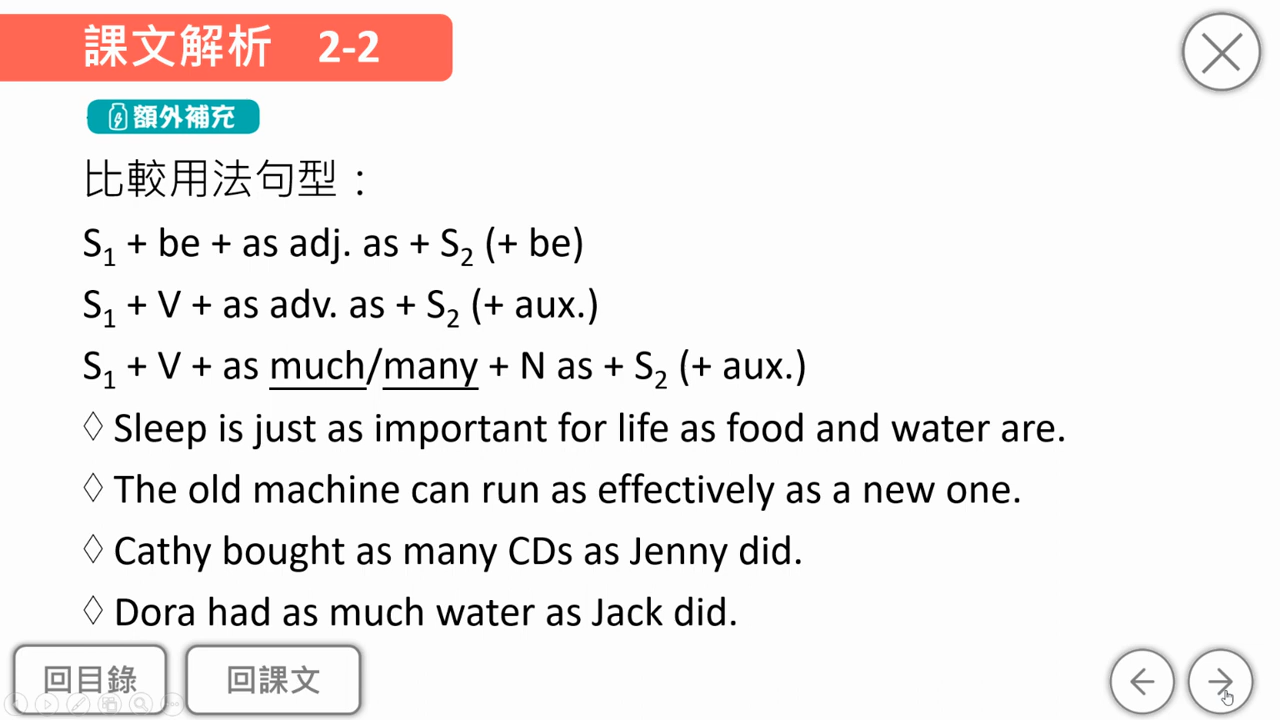 課文解析 2-2
額外補充
比較用法句型：
S₁ + be + as adj. as + S₂ (+ be)
S₁ + V + as adv. as + S₂ (+ aux.)
S₁ + V + as much/many + N as + S₂ (+ aux.)
◊ Sleep is just as important for life as food and water are.
◊ The old machine can run as effectively as a new one.
◊ Cathy bought as many CDs as Jenny did.
◊ Dora had as much water as Jack did.
回目錄 回課文